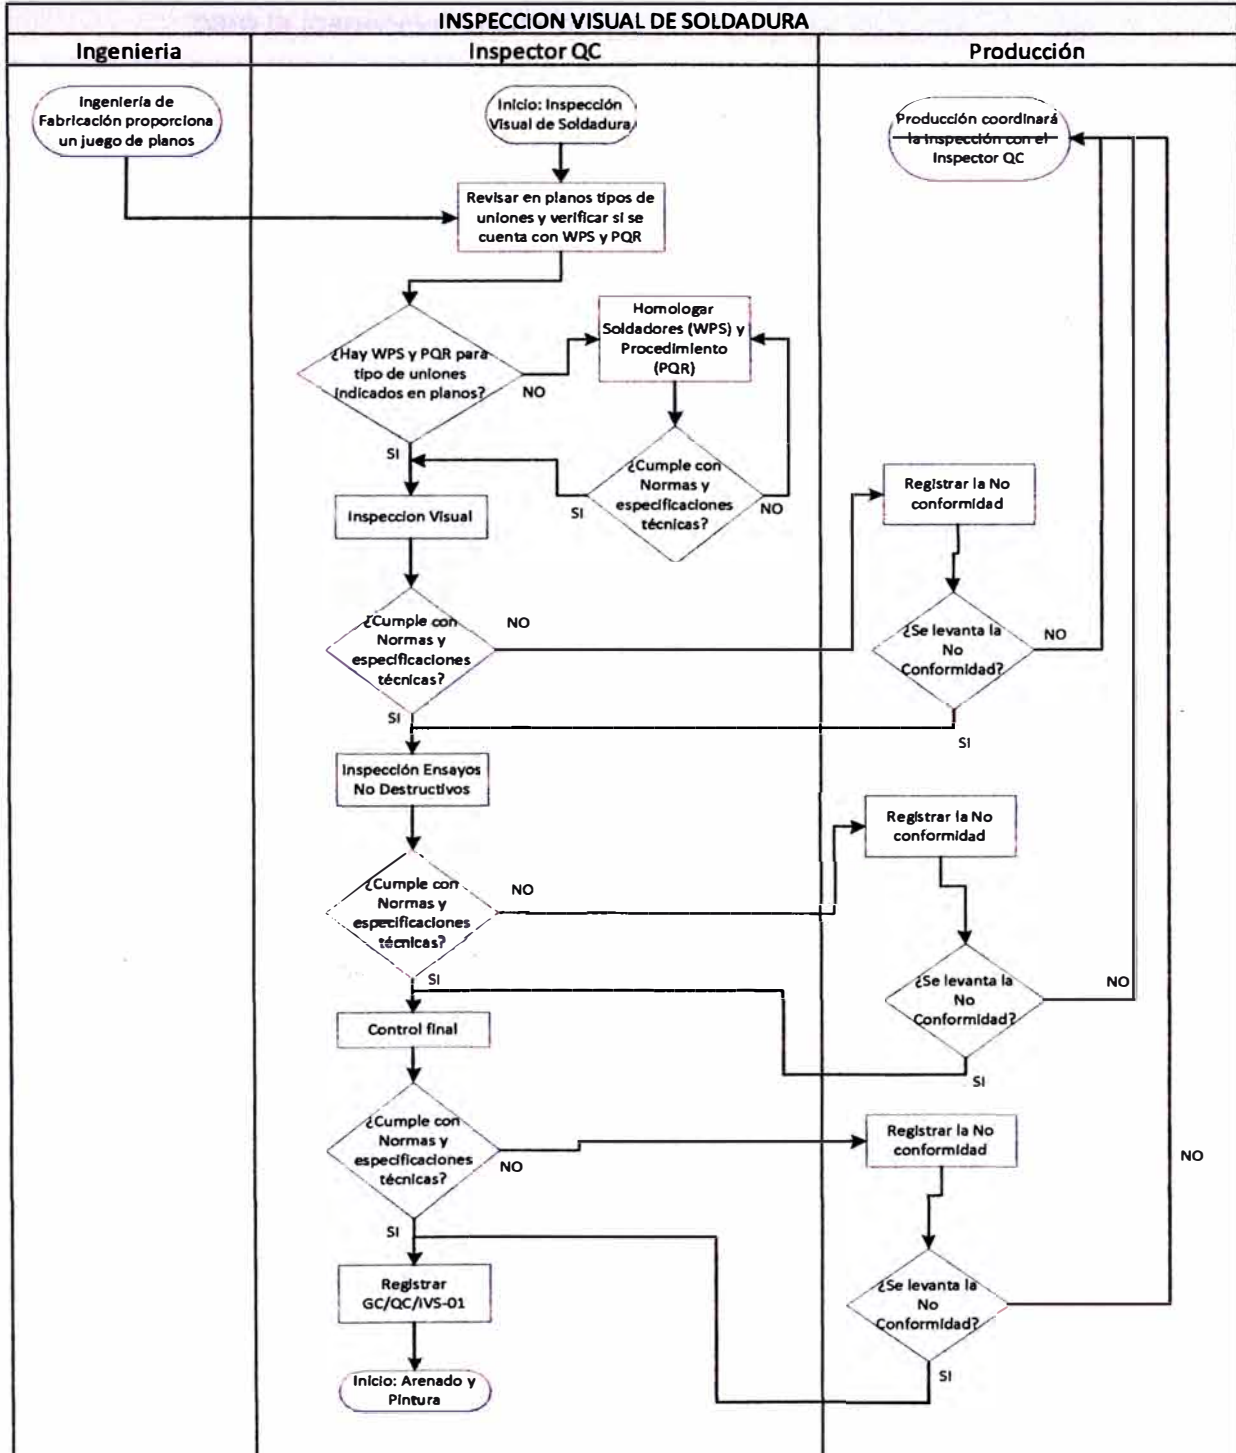 INSPECCION VISUAL DE SOLDADURA
Ingenieria
Inspector QC
Producción
Ingeniería de
Fabricación proporciona
un juego de planos
Inicio: Inspección
Visual de Soldadura
Producción coordinará
la inspección con el
Inspector QC
Revisar en planos tipos de
uniones y verificar si se
cuenta con WPS y PQR
¿Hay WPS y PQR para
tipo de uniones
indicados en planos?
NO
SI
Homologar
Soldadores (WPS) y
Procedimiento
(PQR)
¿Cumple con
Normas y
especificaciones
técnicas?
SI
NO
Inspeccion Visual
Registrar la No
conformidad
¿Cumple con
Normas y
especificaciones
técnicas?
NO
SI
¿Se levanta la
No
Conformidad?
NO
SI
Inspección Ensayos
No Destructivos
Registrar la No
conformidad
¿Cumple con
Normas y
especificaciones
técnicas?
NO
SI
¿Se levanta la
No
Conformidad?
NO
SI
Control final
¿Cumple con
Normas y
especificaciones
técnicas?
NO
SI
Registrar la No
conformidad
NO
¿Se levanta la
No
Conformidad?
SI
Registrar
GC/QC/IVS-01
Inicio: Arenado y
Pintura